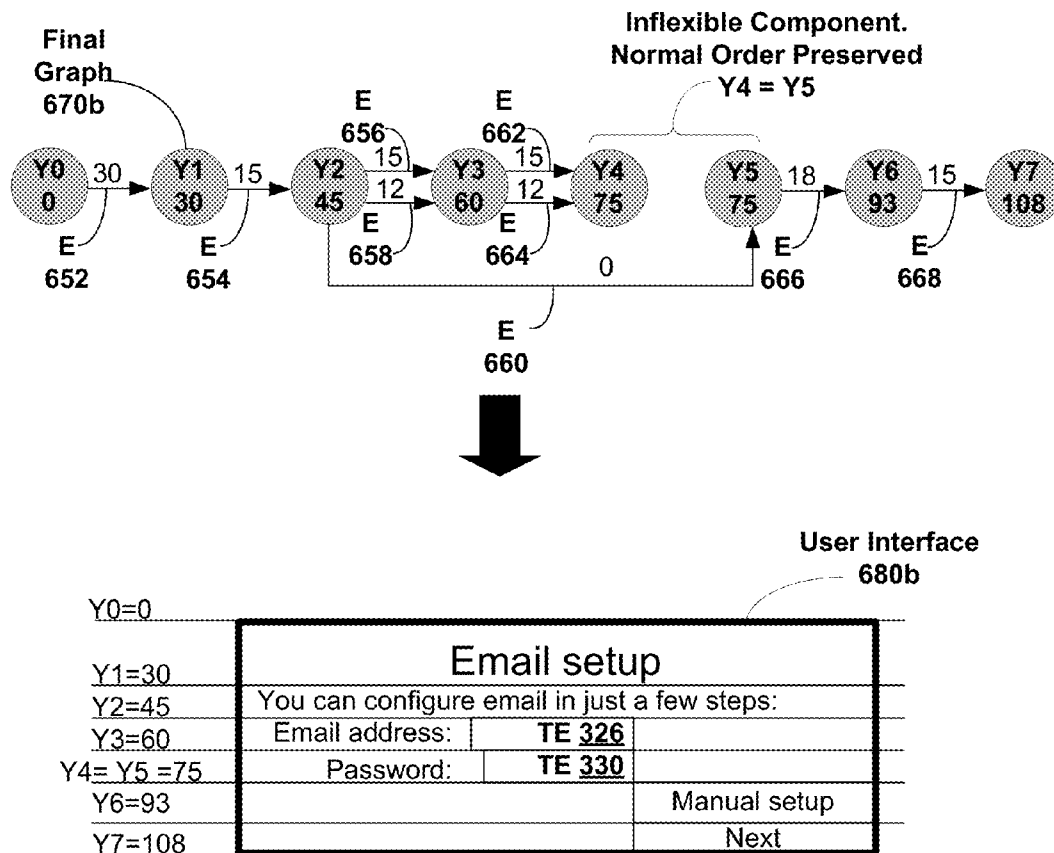 Final
Graph
670b
Inflexible Component.
Normal Order Preserved
Y4 = Y5
E
656
E
662
Y0
0
30
Y1
30
15
Y2
45
15
12
Y3
60
15
12
Y4
75
Y5
75
18
Y6
93
15
Y7
108
E
652
E
654
E
658
E
664
0
E
666
E
668
E
660
User Interface
680b
Y0=0
Y1=30
Email setup
Y2=45
You can configure email in just a few steps:
Y3=60
Email address:
TE 326
Y4= Y5 =75
Password:
TE 330
Y6=93
Manual setup
Y7=108
Next